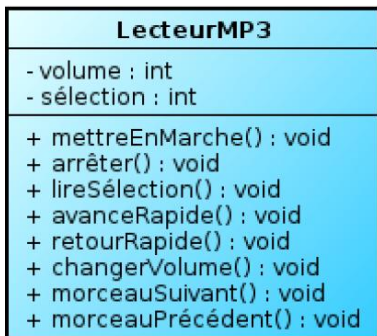 LecteurMP3
- volume : int
- sélection : int
+ mettreEnMarche() : void
+ arrêter() : void
+ lireSélection() : void
+ avanceRapide() : void
+ retourRapide() : void
+ changerVolume() : void
+ morceauSuivant() : void
+ morceauPrécédent() : void